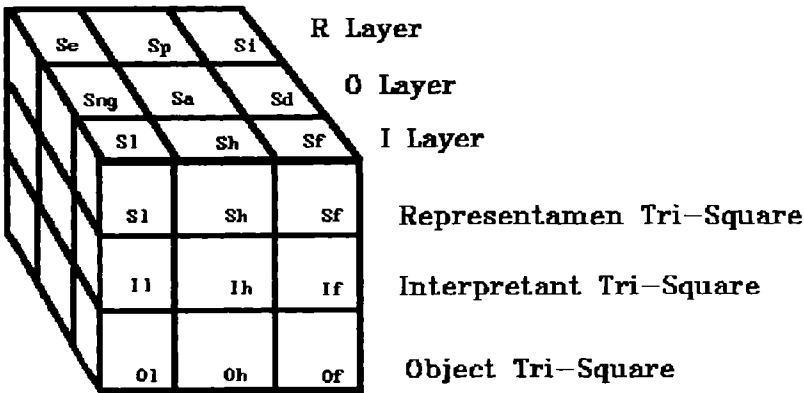 Se Sp Si R Layer
Sng Sa Sd O Layer
Sl Sh Sf I Layer
Sl Sh Sf Representamen Tri-Square
Il Ih If Interpretant Tri-Square
Ol Oh Of Object Tri-Square